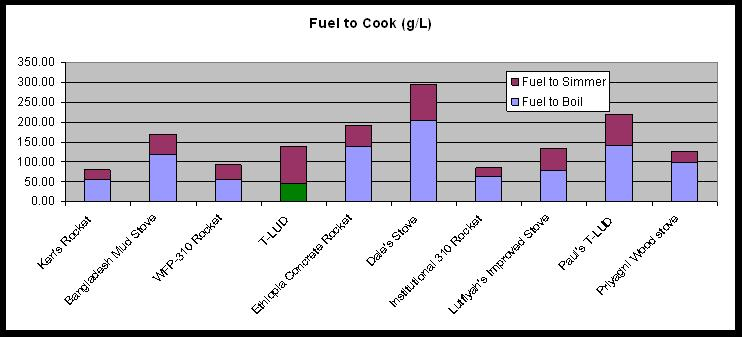 Fuel to Cook (g/L)
350.00
300.00
250.00
200.00
150.00
100.00
50.00
0.00
Fuel to Simmer
Fuel to Boil
Ken's Rocket
Bangladesh Mud Stove
WFP-310 Rocket
T-LUD
Ethiopia Concrete Rocket
Dale's Stove
Institutional 310 Rocket
Lutfiyah's Improved Stove
Paul's T-LUD
Priyagni Wood stove